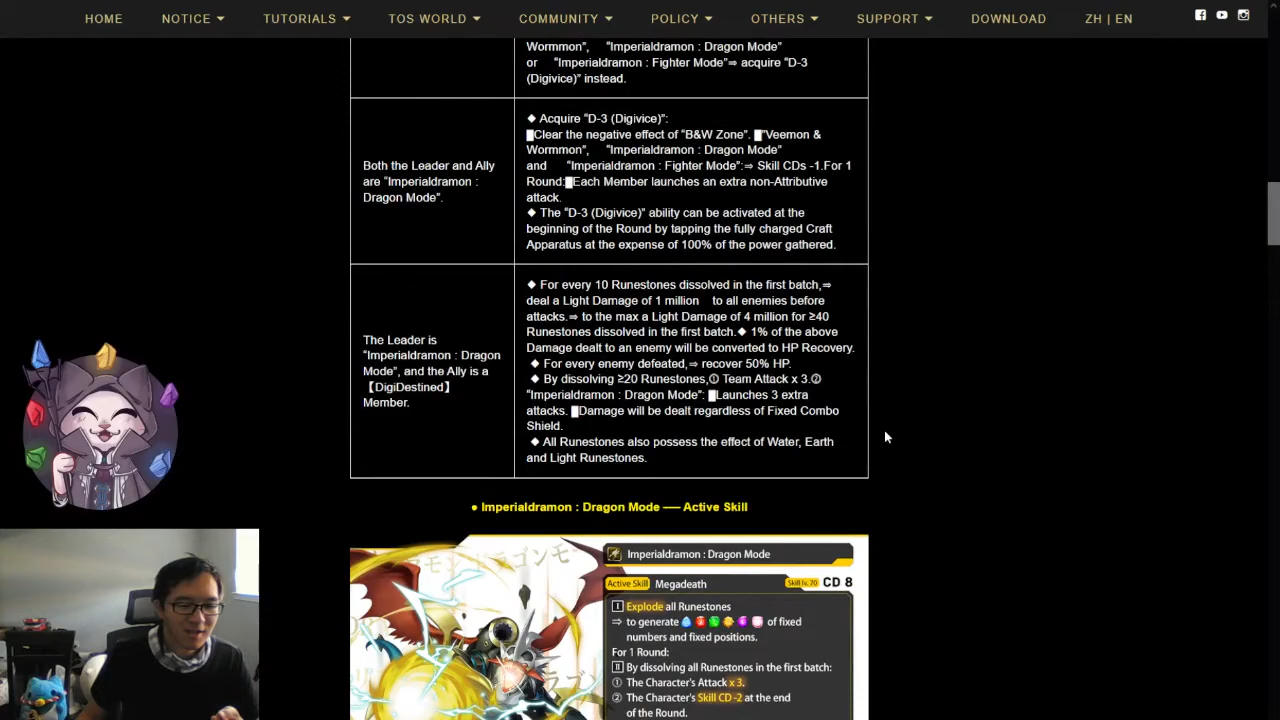 HOME NOTICE TUTORIALS TOS WORLD COMMUNITY POLICY OTHERS SUPPORT DOWNLOAD ZH | EN
Wormmon", "Imperialdramon : Dragon Mode"
or "Imperialdramon : Fighter Mode"⇒ acquire "D-3
(Digivice)" instead.
Both the Leader and Ally
are "Imperialdramon :
Dragon Mode".
◆ Acquire "D-3 (Digivice)":
█Clear the negative effect of "B&W Zone". █"Veemon &
Wormmon", "Imperialdramon : Dragon Mode"
and "Imperialdramon : Fighter Mode":⇒ Skill CDs -1.For 1
Round:█Each Member launches an extra non-Attributive
attack.
◆ The "D-3 (Digivice)" ability can be activated at the
beginning of the Round by tapping the fully charged Craft
Apparatus at the expense of 100% of the power gathered.
The Leader is
"Imperialdramon : Dragon
Mode", and the Ally is a
【DigiDestined】
Member.
◆ For every 10 Runestones dissolved in the first batch,⇒
deal a Light Damage of 1 million to all enemies before
attacks.⇒ to the max a Light Damage of 4 million for ≥40
Runestones dissolved in the first batch.◆ 1% of the above
Damage dealt to an enemy will be converted to HP Recovery.
◆ For every enemy defeated,⇒ recover 50% HP.
◆ By dissolving ≥20 Runestones,① Team Attack x 3.②
"Imperialdramon : Dragon Mode": █Launches 3 extra
attacks. █Damage will be dealt regardless of Fixed Combo
Shield.
◆ All Runestones also possess the effect of Water, Earth
and Light Runestones.
● Imperialdramon : Dragon Mode ── Active Skill
Imperialdramon : Dragon Mode
Active Skill Megadeath Skill Lv. 70 CD 8
I Explode all Runestones
⇒ to generate of fixed
numbers and fixed positions.
For 1 Round:
II By dissolving all Runestones in the first batch:
① The Character's Attack x 3.
② The Character's Skill CD -2 at the end
of the Round.